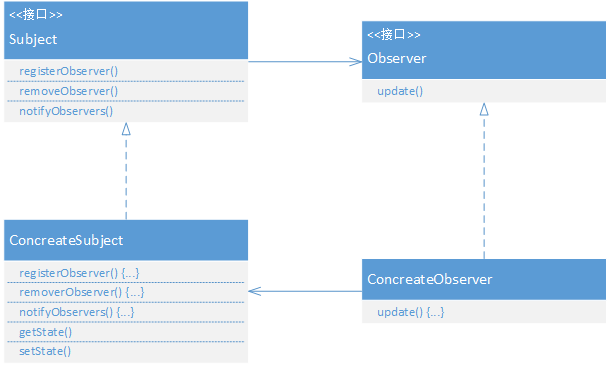 <<接口>>
Subject
registerObserver()
removeObserver()
notifyObservers()
<<接口>>
Observer
update()
ConcreateSubject
registerObserver() {...}
removerObserver() {...}
notifyObservers() {...}
getState()
setState()
ConcreateObserver
update() {...}